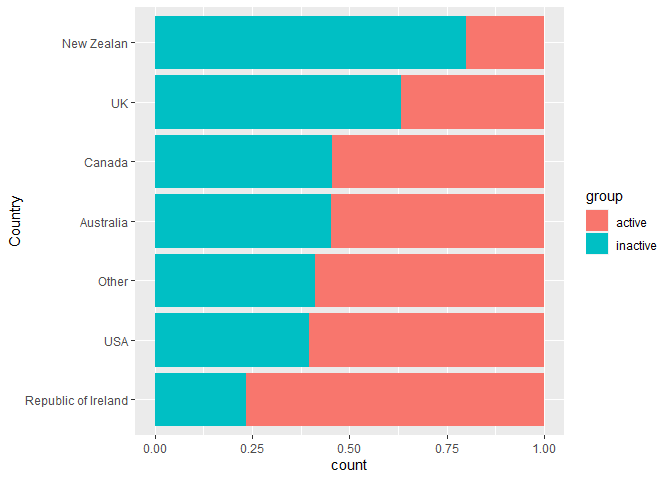 New Zealan
UK
Canada
Australia
Other
USA
Republic of Ireland
Country
0.00 0.25 0.50 0.75 1.00
count
group
active
inactive